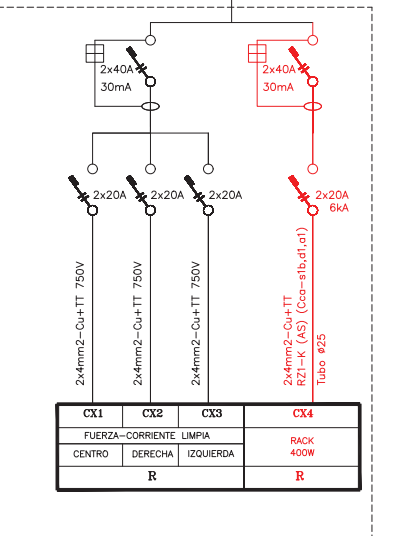 2x40A
30mA
2x40A
30mA
2x20A
2x20A
2x20A
2x20A
6kA
2x4mm2-Cu+TT 750V
2x4mm2-Cu+TT 750V
2x4mm2-Cu+TT 750V
2x4mm2-Cu+TT
RZ1-K (AS) (Cca-s1b,d1,a1)
Tubo ø25
CX1 CX2 CX3 CX4
FUERZA-CORRIENTE LIMPIA
CENTRO DERECHA IZQUIERDA
RACK
400W
R R